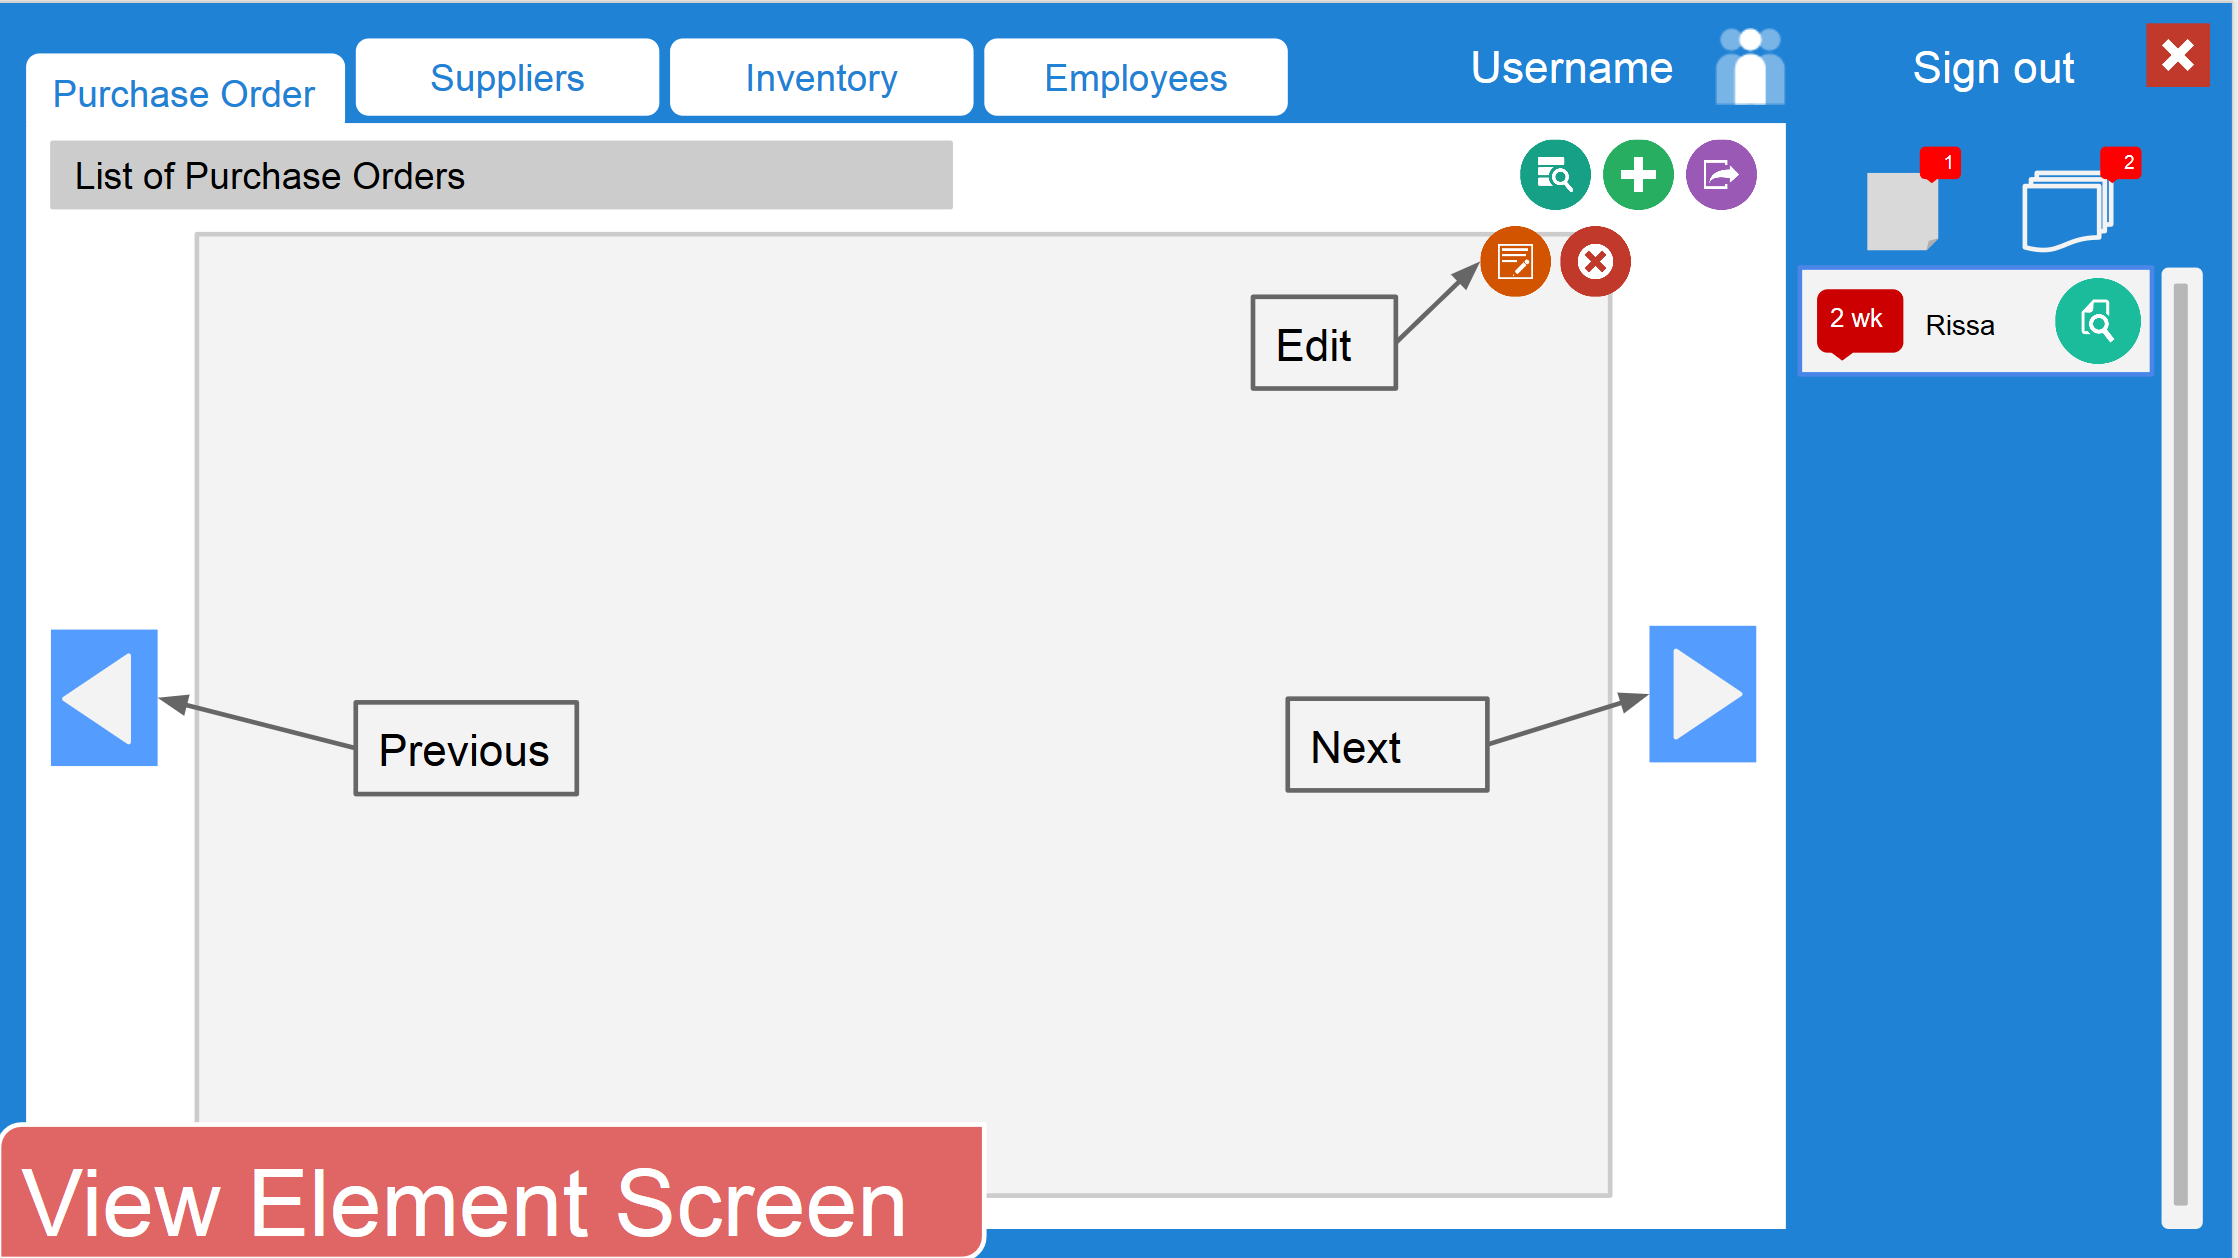 Purchase Order
Suppliers
Inventory
Employees
Username
Sign out
List of Purchase Orders
1
2
2 wk
Rissa
Edit
Previous
Next
View Element Screen